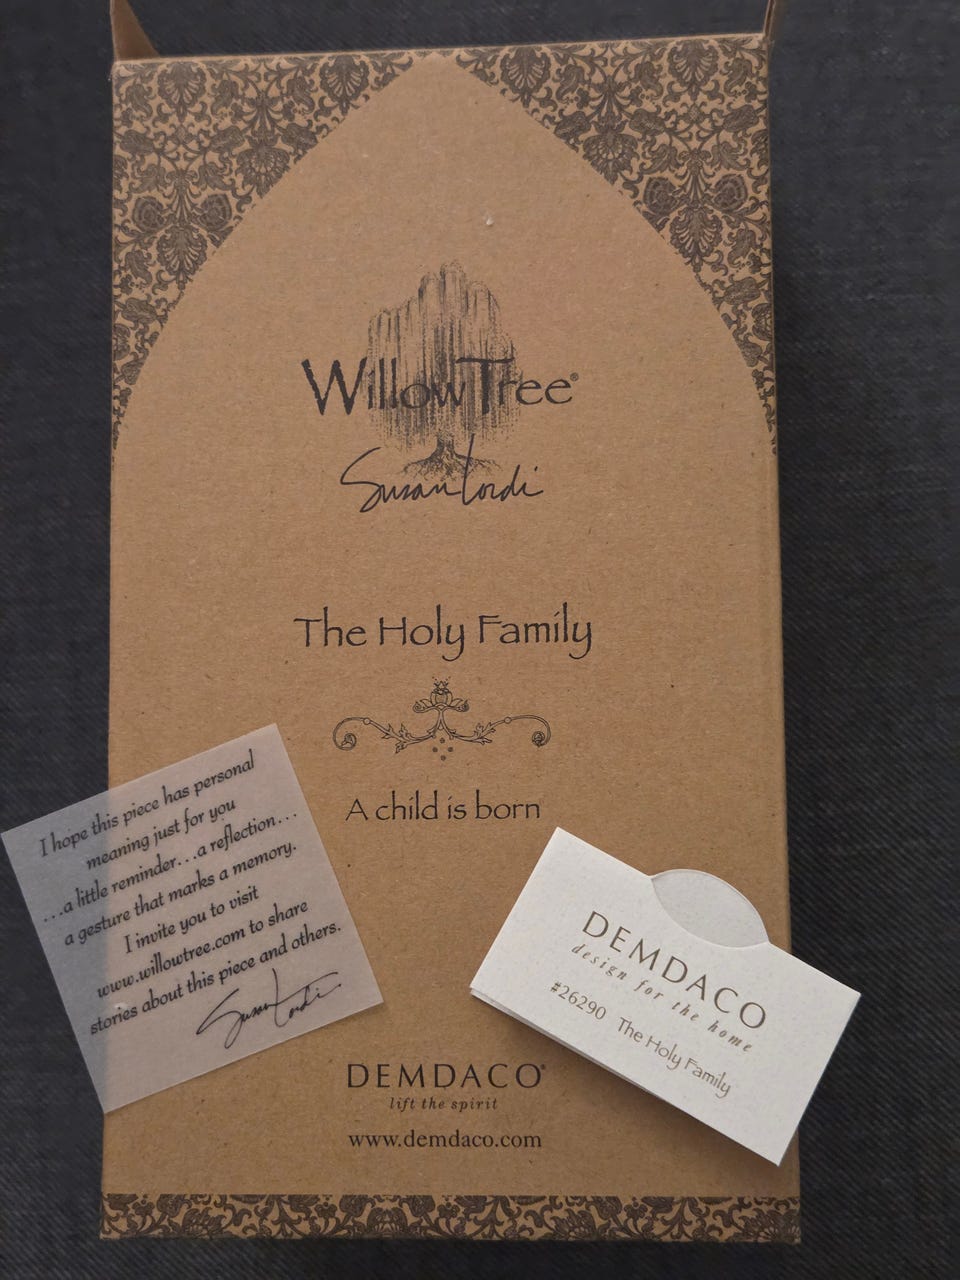 Willow Tree®
Susan Lordi
The Holy Family
A child is born
I hope this piece has personal
meaning just for you
...a little reminder...a reflection...
a gesture that marks a memory.
I invite you to visit
www.willowtree.com to share
stories about this piece and others.
Susan Lordi
DEMDACO
design for the home
#26290 The Holy Family
DEMDACO®
lift the spirit
www.demdaco.com